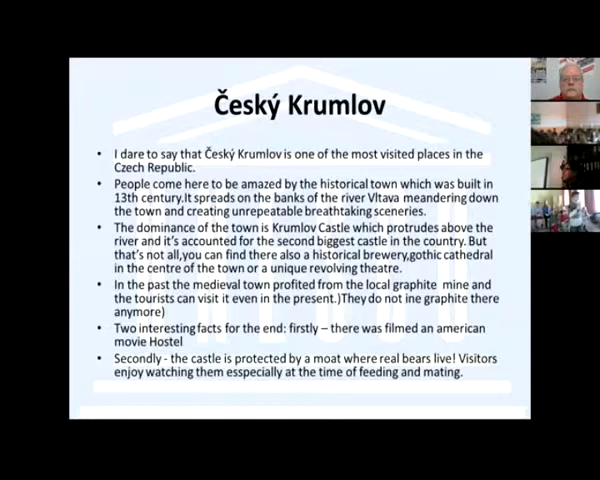 Český Krumlov
• I dare to say that Český Krumlov is one of the most visited places in the
Czech Republic.
• People come here to be amazed by the historical town which was built in
13th century.It spreads on the banks of the river Vltava meandering down
the town and creating unrepeatable breathtaking sceneries.
• The dominance of the town is Krumlov Castle which protrudes above the
river and it's accounted for the second biggest castle in the country. But
that's not all,you can find there also a historical brewery,gothic cathedral
in the centre of the town or a unique revolving theatre.
• In the past the medieval town profited from the local graphite mine and
the tourists can visit it even in the present.)They do not ine graphite there
anymore)
• Two interesting facts for the end: firstly – there was filmed an american
movie Hostel
• Secondly - the castle is protected by a moat where real bears live! Visitors
enjoy watching them esspecially at the time of feeding and mating.